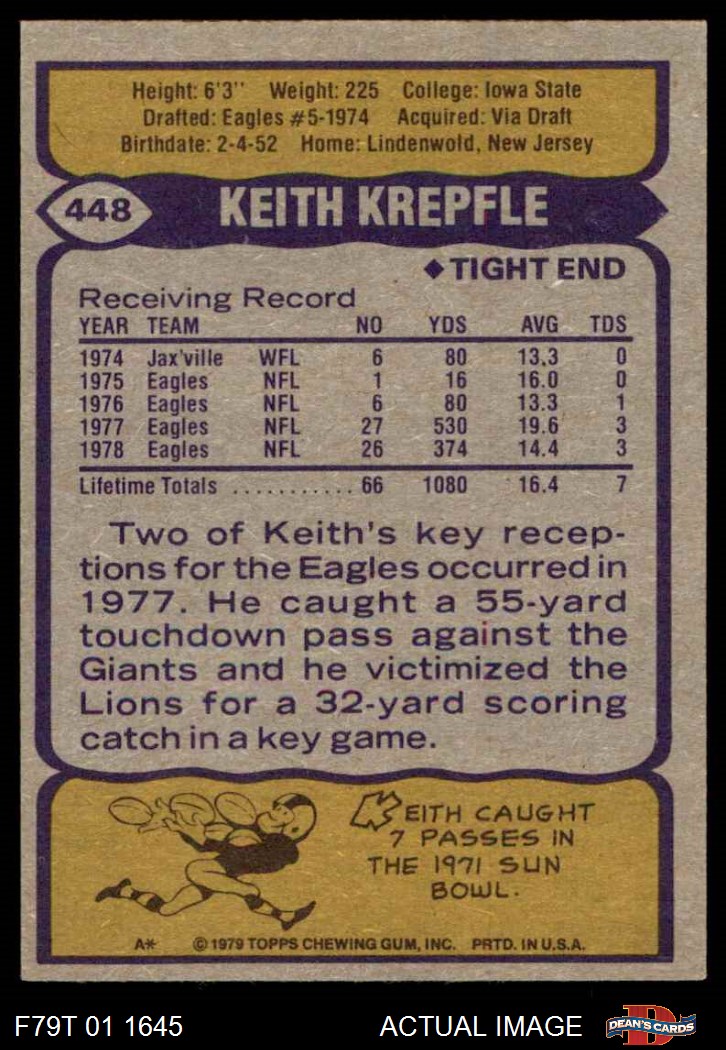 Height: 6'3'' Weight: 225 College: Iowa State
Drafted: Eagles #5-1974 Acquired: Via Draft
Birthdate: 2-4-52 Home: Lindenwold, New Jersey
448 KEITH KREPFLE
◆TIGHT END
Receiving Record
YEAR TEAM NO YDS AVG TDS
1974 Jax'ville WFL 6 80 13.3 0
1975 Eagles NFL 1 16 16.0 0
1976 Eagles NFL 6 80 13.3 1
1977 Eagles NFL 27 530 19.6 3
1978 Eagles NFL 26 374 14.4 3
Lifetime Totals ........... 66 1080 16.4 7
Two of Keith's key recep-
tions for the Eagles occurred in
1977. He caught a 55-yard
touchdown pass against the
Giants and he victimized the
Lions for a 32-yard scoring
catch in a key game.
KEITH CAUGHT
7 PASSES IN
THE 1971 SUN
BOWL.
A* © 1979 TOPPS CHEWING GUM, INC. PRTD. IN U.S.A.
F79T 01 1645 ACTUAL IMAGE D DEAN'S CARDS